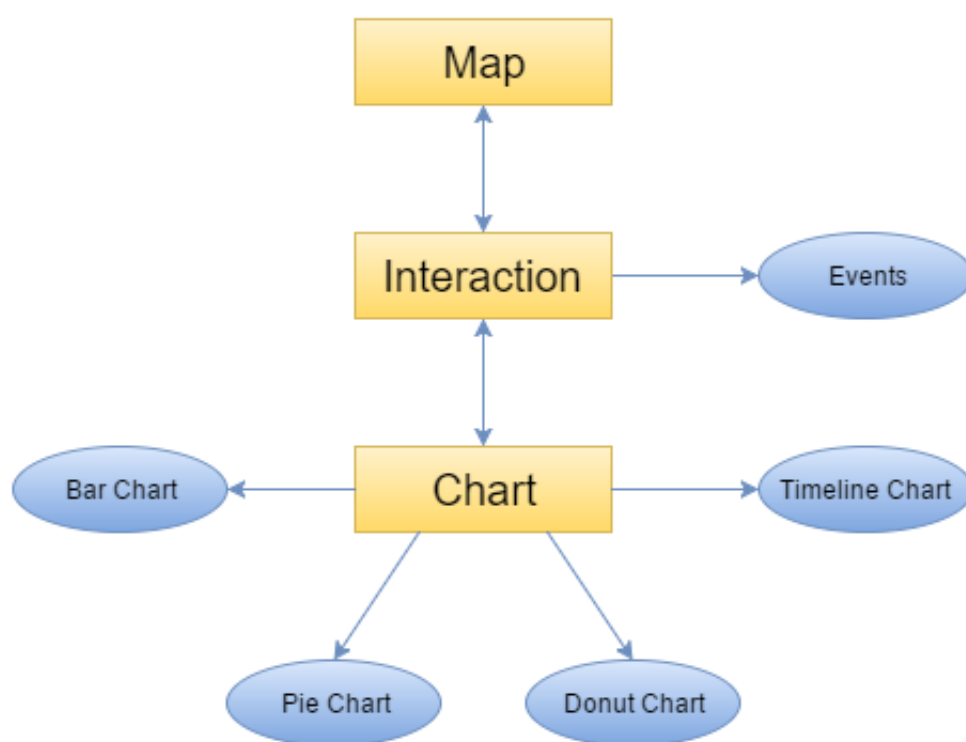 Map
Interaction
Events
Bar Chart
Chart
Timeline Chart
Pie Chart
Donut Chart